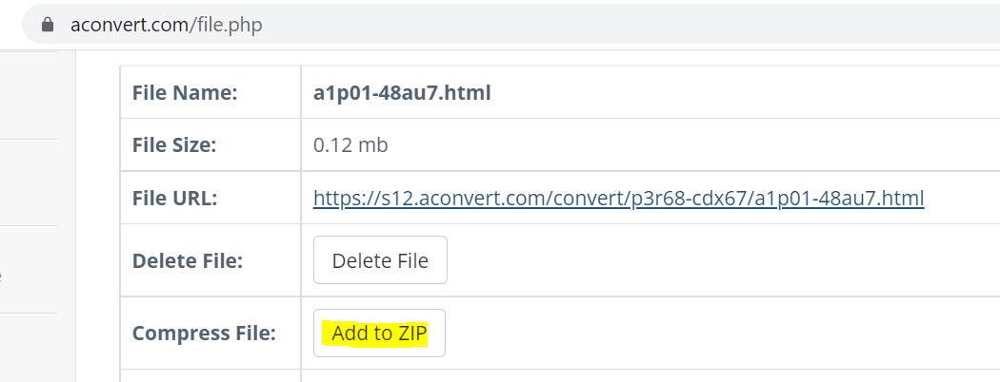 aconvert.com/file.php
File Name: a1p01-48au7.html
File Size: 0.12 mb
File URL: https://s12.aconvert.com/convert/p3r68-cdx67/a1p01-48au7.html
Delete File: Delete File
Compress File: Add to ZIP